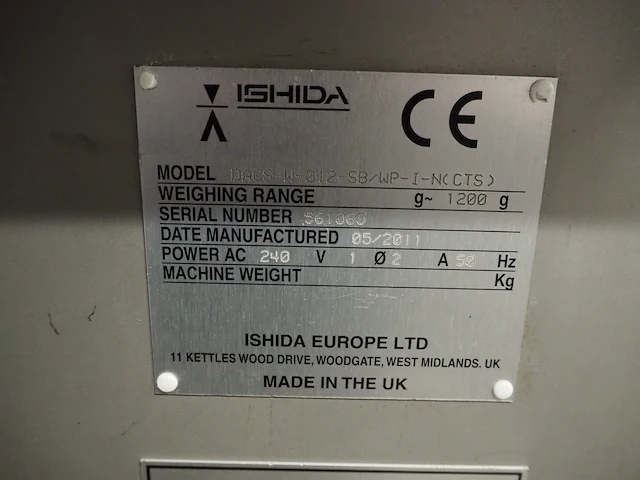 ISHIDA CE
MODEL DACS-W-012-SB/WP-I-N(CTS)
WEIGHING RANGE g~ 1200 g
SERIAL NUMBER 561060
DATE MANUFACTURED 05/2011
POWER AC 240 V 1 Ø 2 A 50 Hz
MACHINE WEIGHT Kg
ISHIDA EUROPE LTD
11 KETTLES WOOD DRIVE, WOODGATE, WEST MIDLANDS. UK
MADE IN THE UK